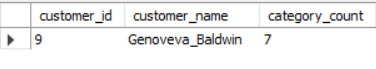 customer_id customer_name category_count
9 Genoveva_Baldwin 7